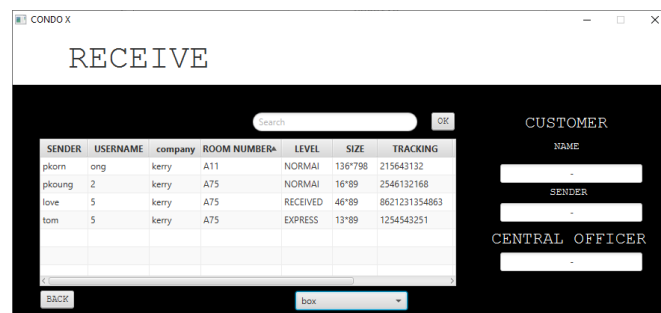 CONDO X
RECEIVE
Search
OK
SENDER USERNAME company ROOM NUMBER LEVEL SIZE TRACKING
pkorn ong kerry A11 NORMAl 136*798 215643132
pkoung 2 kerry A75 NORMAl 16*89 2546132168
love 5 kerry A75 RECEIVED 46*89 8621231354863
tom 5 kerry A75 EXPRESS 13*89 1254543251
BACK
box
CUSTOMER
NAME
-
SENDER
-
CENTRAL OFFICER
-